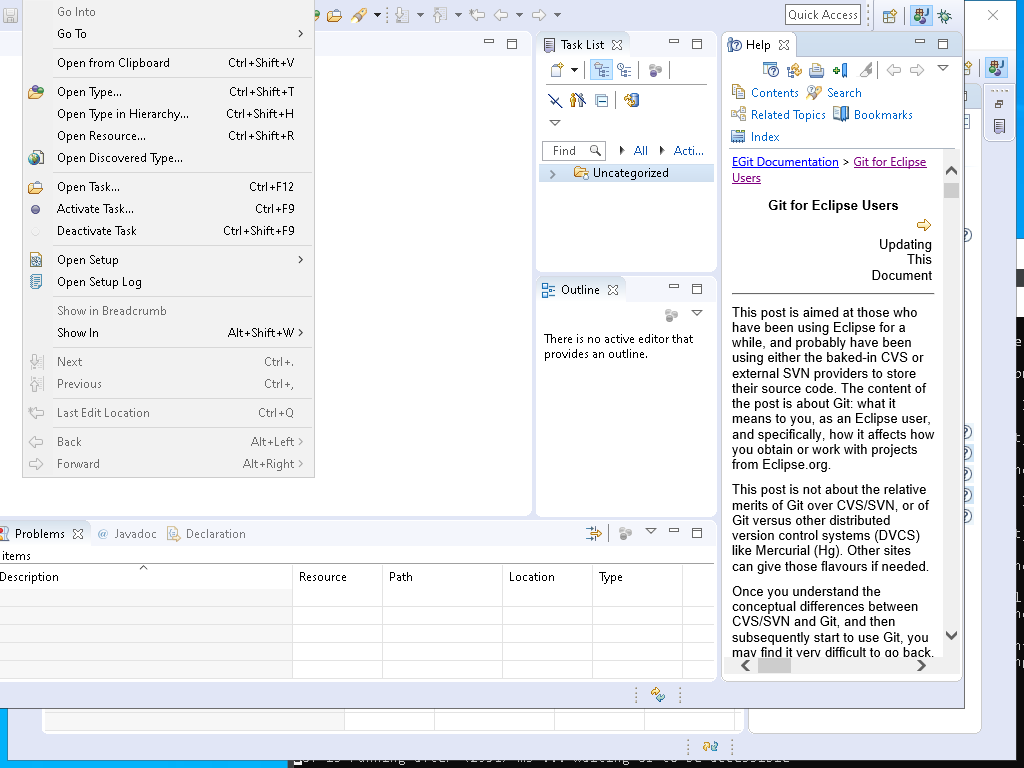 Go Into
Go To
Open from Clipboard Ctrl+Shift+V
Open Type... Ctrl+Shift+T
Open Type in Hierarchy... Ctrl+Shift+H
Open Resource... Ctrl+Shift+R
Open Discovered Type...
Open Task... Ctrl+F12
Activate Task... Ctrl+F9
Deactivate Task Ctrl+Shift+F9
Open Setup
Open Setup Log
Show in Breadcrumb
Show In Alt+Shift+W
Next Ctrl+.
Previous Ctrl+,
Last Edit Location Ctrl+Q
Back Alt+Left
Forward Alt+Right
Quick Access
Task List
Find All Acti...
Uncategorized
Outline
There is no active editor that
provides an outline.
Help
Contents Search
Related Topics Bookmarks
Index
EGit Documentation > Git for Eclipse
Users
Git for Eclipse Users
Updating
This
Document
This post is aimed at those who
have been using Eclipse for a
while, and probably have been
using either the baked-in CVS or
external SVN providers to store
their source code. The content of
the post is about Git: what it
means to you, as an Eclipse user,
and specifically, how it affects how
you obtain or work with projects
from Eclipse.org.
This post is not about the relative
merits of Git over CVS/SVN, or of
Git versus other distributed
version control systems (DVCS)
like Mercurial (Hg). Other sites
can give those flavours if needed.
Once you understand the
conceptual differences between
CVS/SVN and Git, and then
subsequently start to use Git, you
may find it very difficult to go back.
Problems @ Javadoc Declaration
items
Description Resource Path Location Type